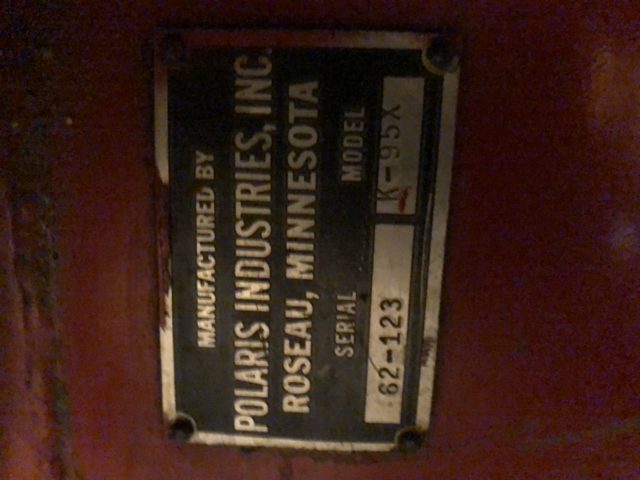 MANUFACTURED BY
POLARIS INDUSTRIES, INC.
ROSEAU, MINNESOTA
SERIAL MODEL
62-123 K-95X